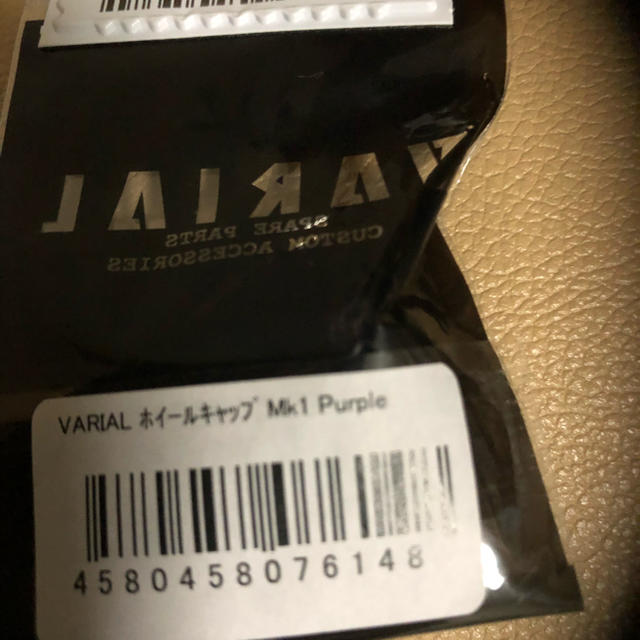 VARIAL
SPARE PARTS
CUSTOM ACCESSORIES
VARIAL ホイールキャップ Mk1 Purple
4580458076148